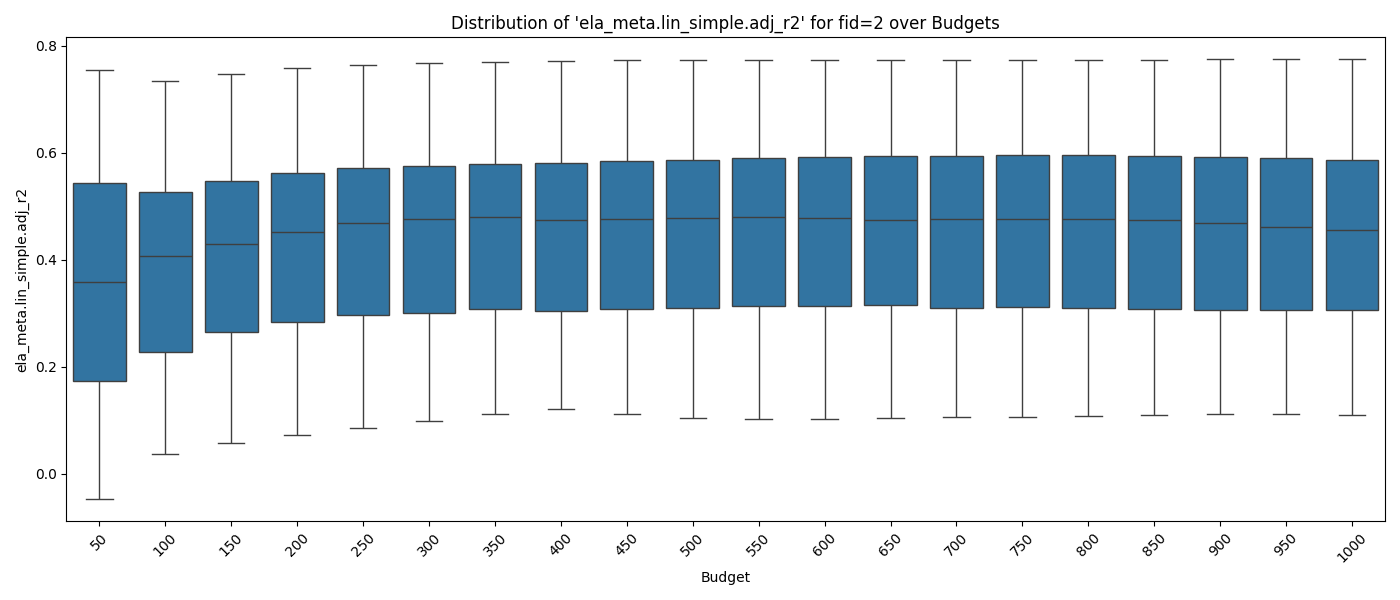 Distribution of 'ela_meta.lin_simple.adj_r2' for fid=2 over Budgets
ela_meta.lin_simple.adj_r2
0.8
0.6
0.4
0.2
0.0
50 100 150 200 250 300 350 400 450 500 550 600 650 700 750 800 850 900 950 1000
Budget